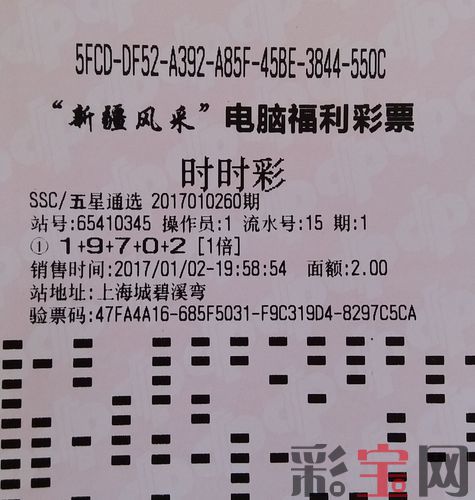 5FCD-DF52-A392-A85F-45BE-3844-550C
“新疆风采”电脑福利彩票
时时彩
SSC/五星通选 2017010260期
站号:65410345 操作员:1 流水号:15 期:1
① 1+9+7+0+2 [1倍]
销售时间:2017/01/02-19:58:54 面额:2.00
站地址:上海城碧溪弯
验票码:47FA4A16-685F5031-F9C319D4-8297C5CA
彩宝网